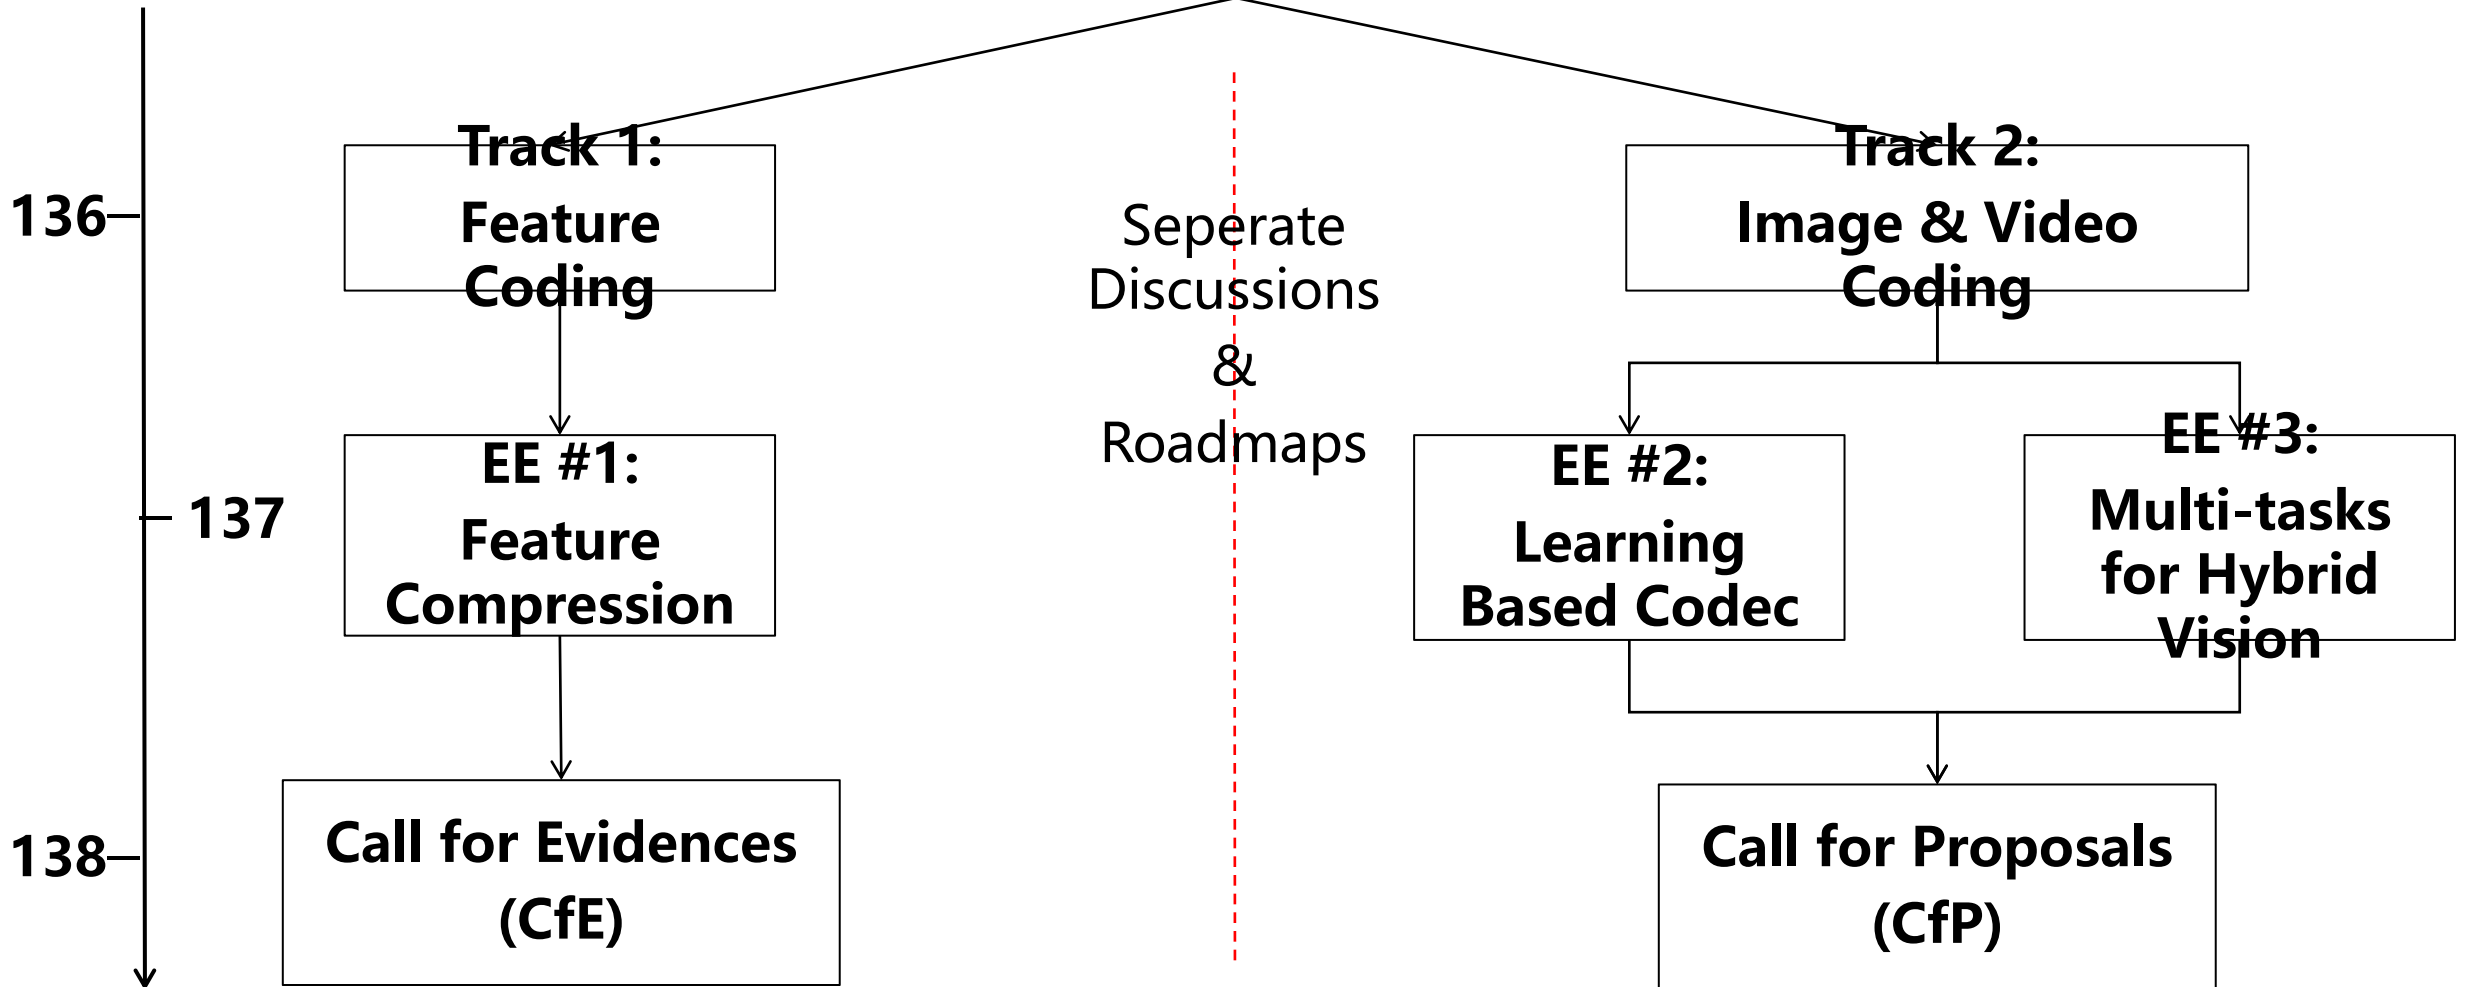 136
137
138
Track 1:
Feature
Coding
EE #1:
Feature
Compression
Call for Evidences
(CfE)
Seperate
Discussions
&
Roadmaps
Track 2:
Image & Video
Coding
EE #2:
Learning
Based Codec
EE #3:
Multi-tasks
for Hybrid
Vision
Call for Proposals
(CfP)